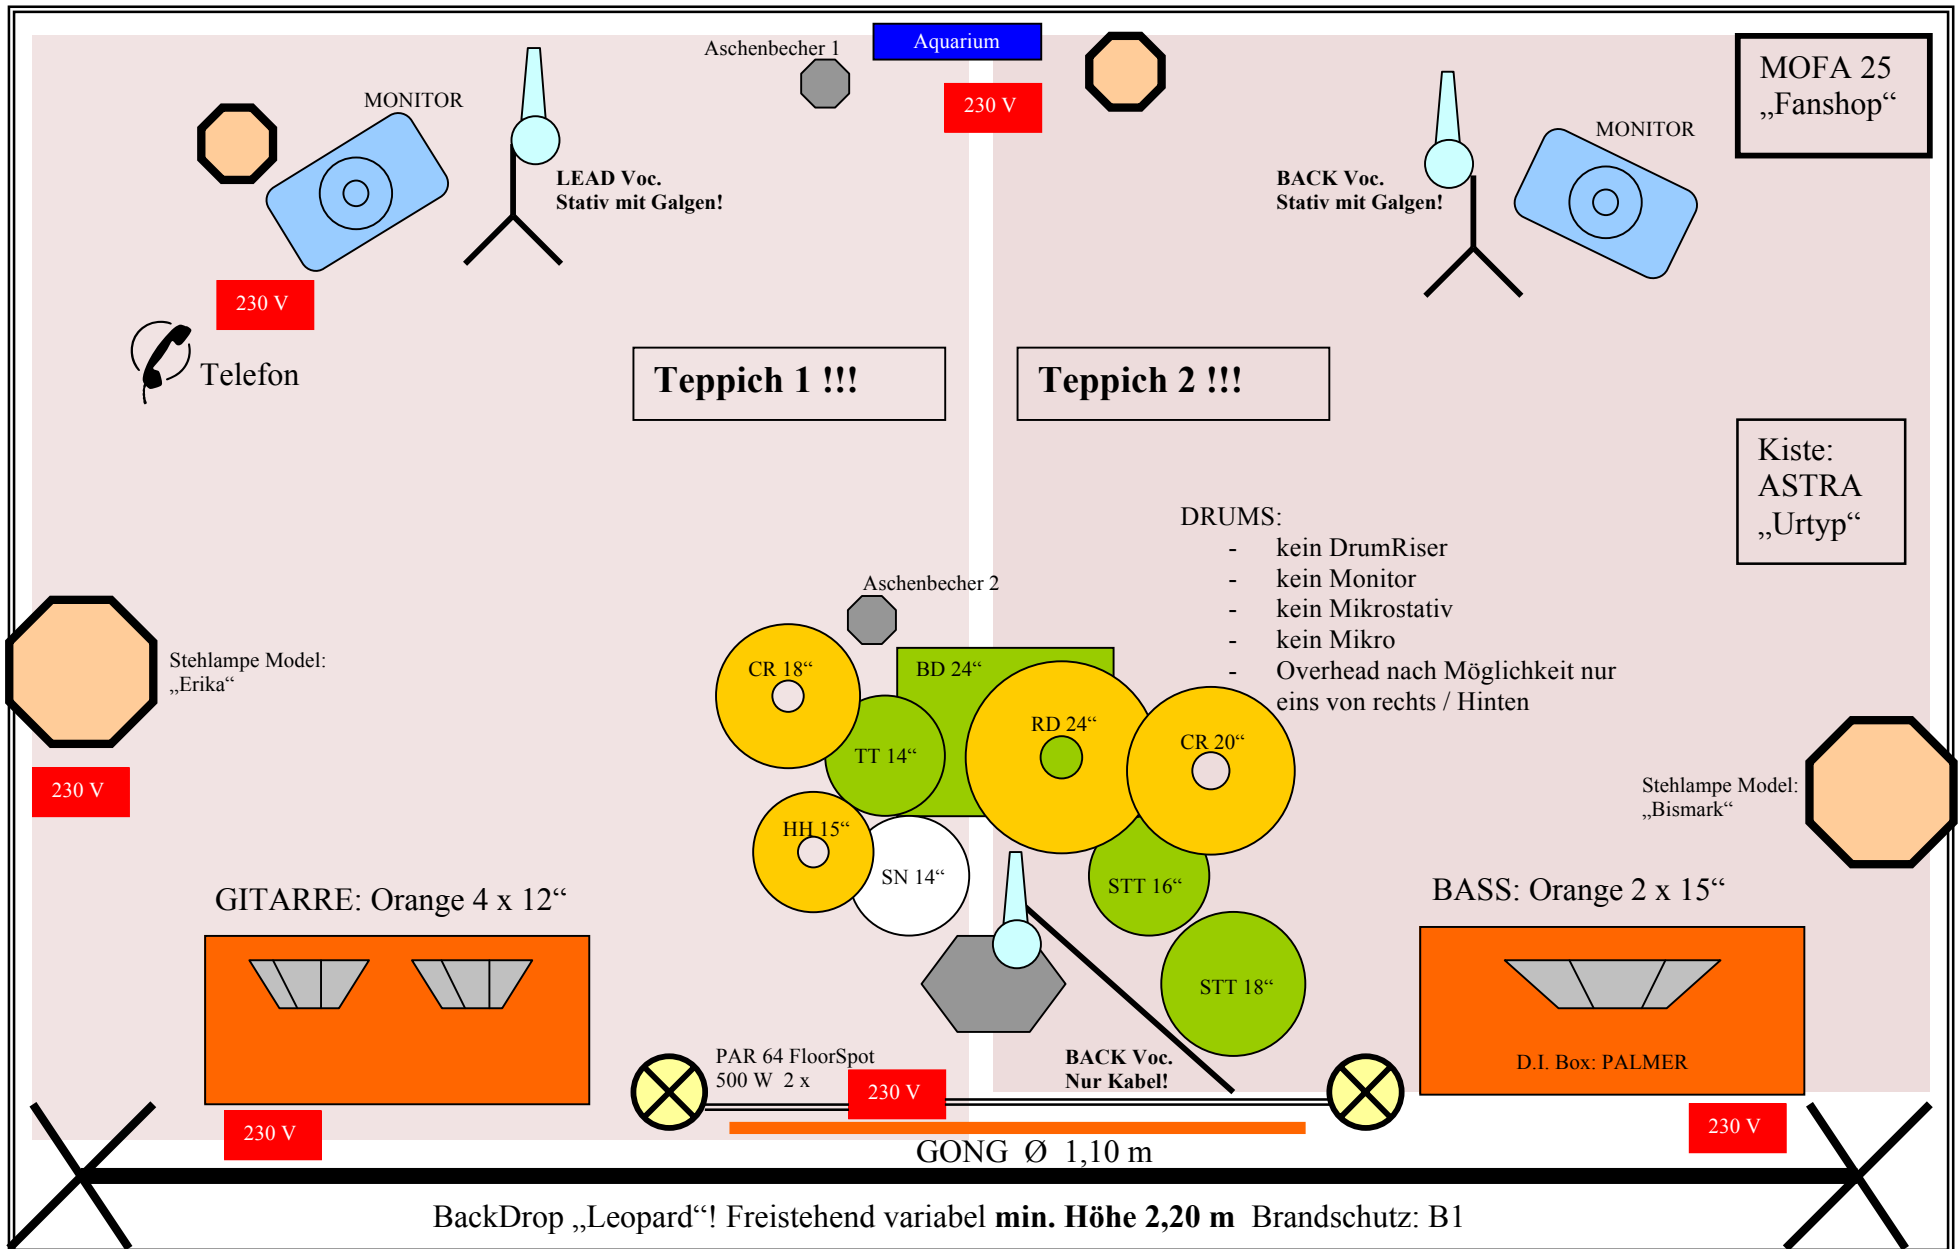 Aschenbecher 1
Aquarium
MOFA 25
„Fanshop“
MONITOR
230 V
MONITOR
LEAD Voc.
Stativ mit Galgen!
BACK Voc.
Stativ mit Galgen!
230 V
Telefon
Teppich 1 !!!
Teppich 2 !!!
Kiste:
ASTRA
„Urtyp“
DRUMS:
- kein DrumRiser
- kein Monitor
- kein Mikrostativ
- kein Mikro
- Overhead nach Möglichkeit nur
eins von rechts / Hinten
Aschenbecher 2
Stehlampe Model:
„Erika“
CR 18“
BD 24“
RD 24“
CR 20“
TT 14“
230 V
Stehlampe Model:
„Bismark“
HH 15“
SN 14“
STT 16“
GITARRE: Orange 4 x 12“
BASS: Orange 2 x 15“
STT 18“
PAR 64 FloorSpot
500 W 2 x
230 V
BACK Voc.
Nur Kabel!
D.I. Box: PALMER
230 V
230 V
GONG Ø 1,10 m
BackDrop „Leopard“! Freistehend variabel min. Höhe 2,20 m Brandschutz: B1